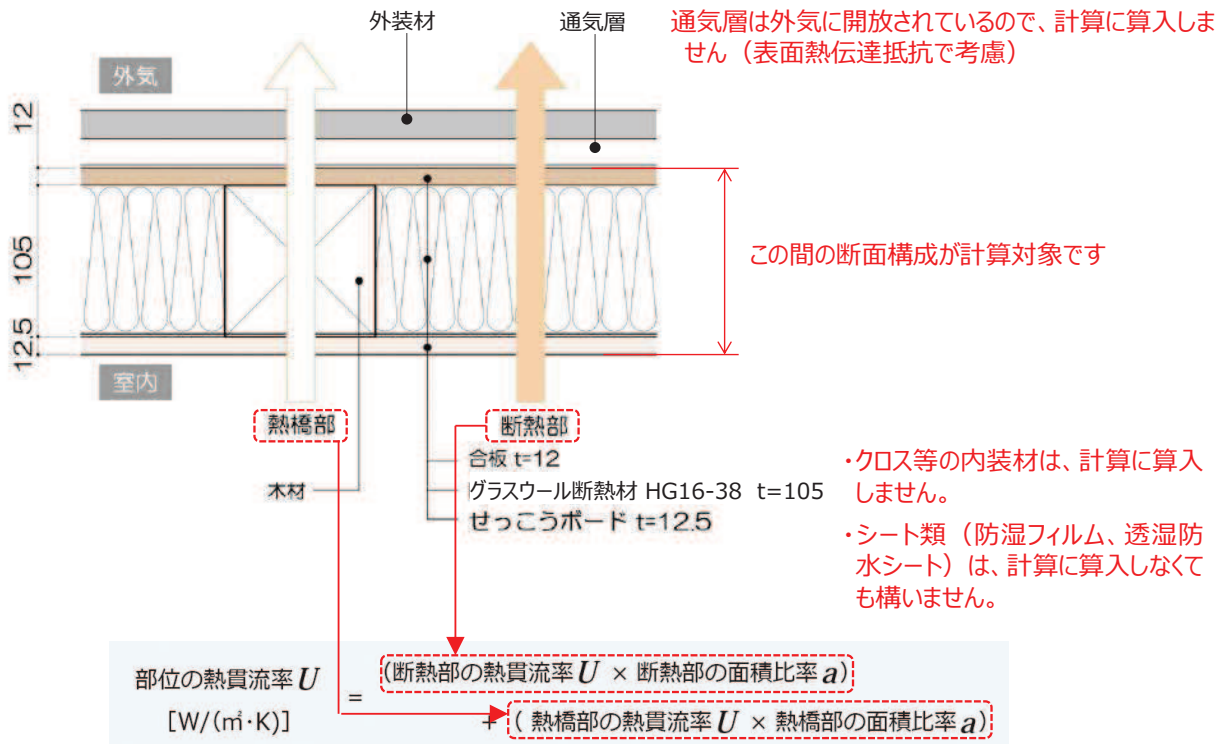 外装材
通気層
通気層は外気に開放されているので、計算に算入しま
せん（表面熱伝達抵抗で考慮）
外気
12
105
12.5
この間の断面構成が計算対象です
室内
熱橋部
断熱部
合板 t=12
木材
グラスウール断熱材 HG16-38 t=105
せっこうボード t=12.5
・クロス等の内装材は、計算に算入
しません。
・シート類（防湿フィルム、透湿防
水シート）は、計算に算入しなくて
も構いません。
部位の熱貫流率U
[W/(㎡·K)]
=
(断熱部の熱貫流率U × 断熱部の面積比率a)
+ ( 熱橋部の熱貫流率U × 熱橋部の面積比率a)